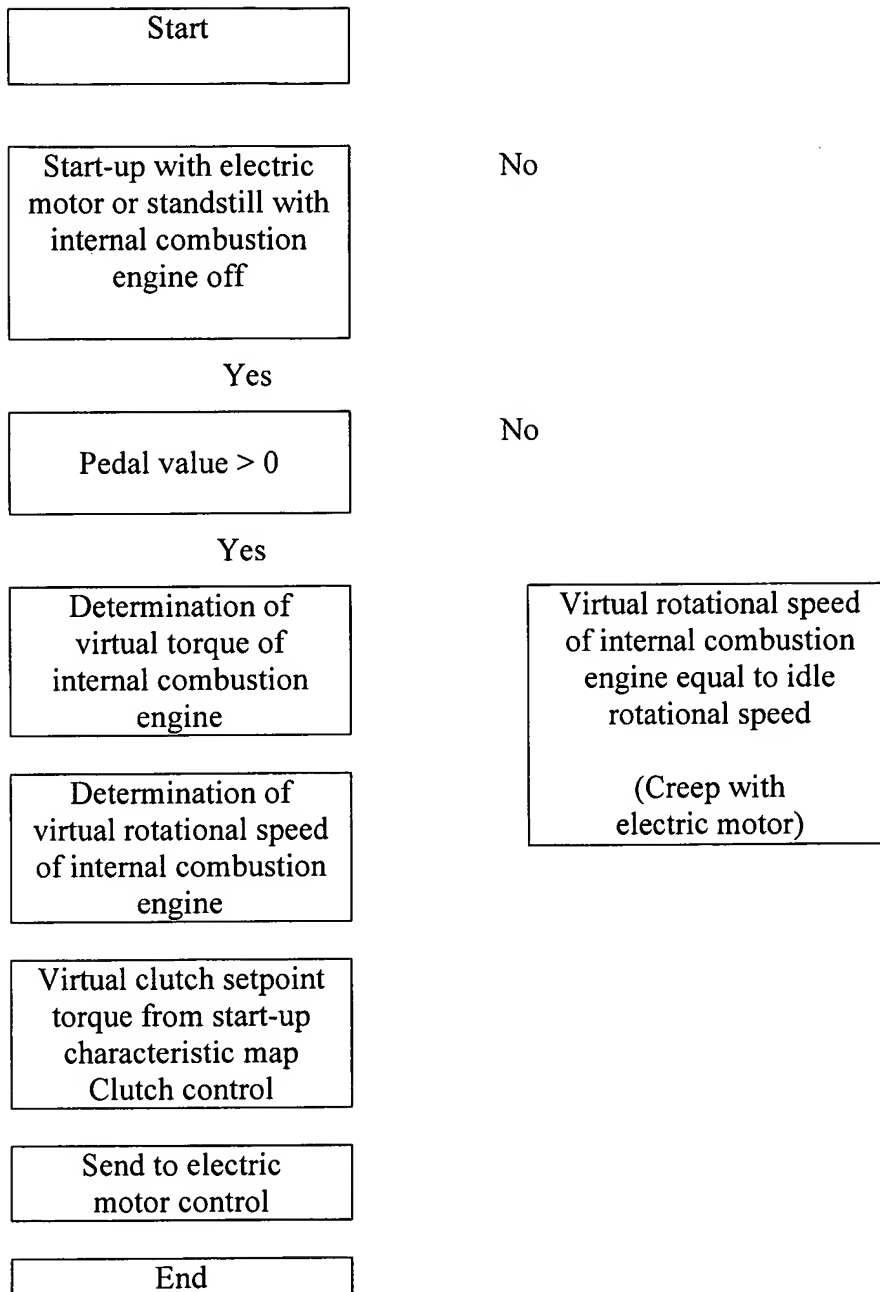 Start
Start-up with electric
motor or standstill with
internal combustion
engine off
No
Yes
Pedal value > 0
No
Yes
Determination of
virtual torque of
internal combustion
engine
Virtual rotational speed
of internal combustion
engine equal to idle
rotational speed
(Creep with
electric motor)
Determination of
virtual rotational speed
of internal combustion
engine
Virtual clutch setpoint
torque from start-up
characteristic map
Clutch control
Send to electric
motor control
End